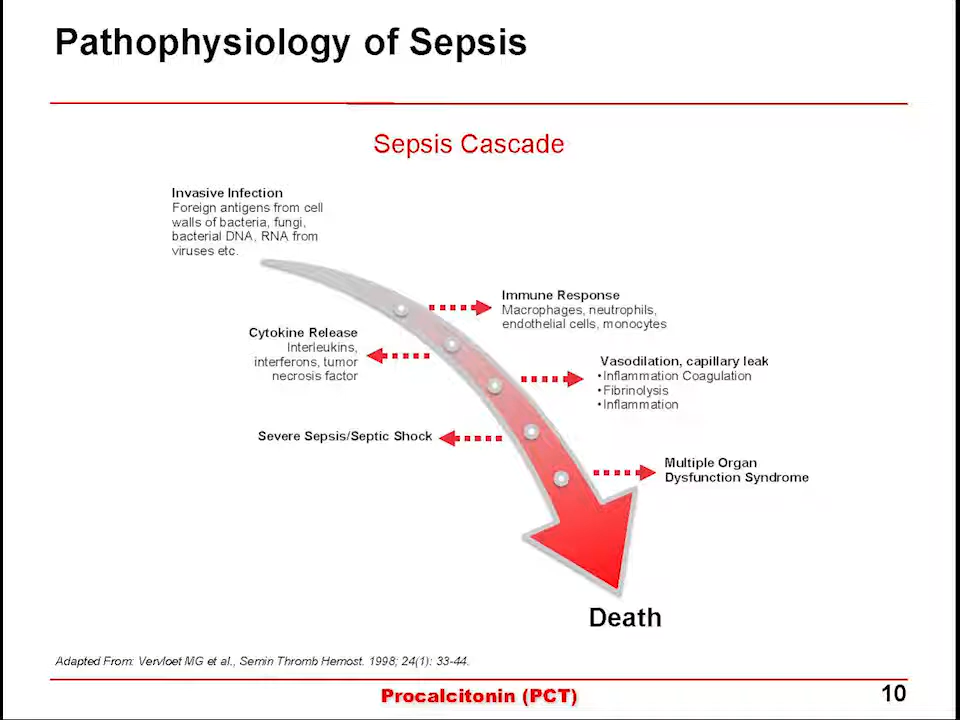 Pathophysiology of Sepsis
Sepsis Cascade
Invasive Infection
Foreign antigens from cell
walls of bacteria, fungi,
bacterial DNA, RNA from
viruses etc.
Immune Response
Macrophages, neutrophils,
endothelial cells, monocytes
Cytokine Release
Interleukins,
interferons, tumor
necrosis factor
Vasodilation, capillary leak
•Inflammation Coagulation
•Fibrinolysis
•Inflammation
Severe Sepsis/Septic Shock
Multiple Organ
Dysfunction Syndrome
Death
Adapted From: Vervloet MG et al., Semin Thromb Hemost. 1998; 24(1): 33-44.
Procalcitonin (PCT)
10